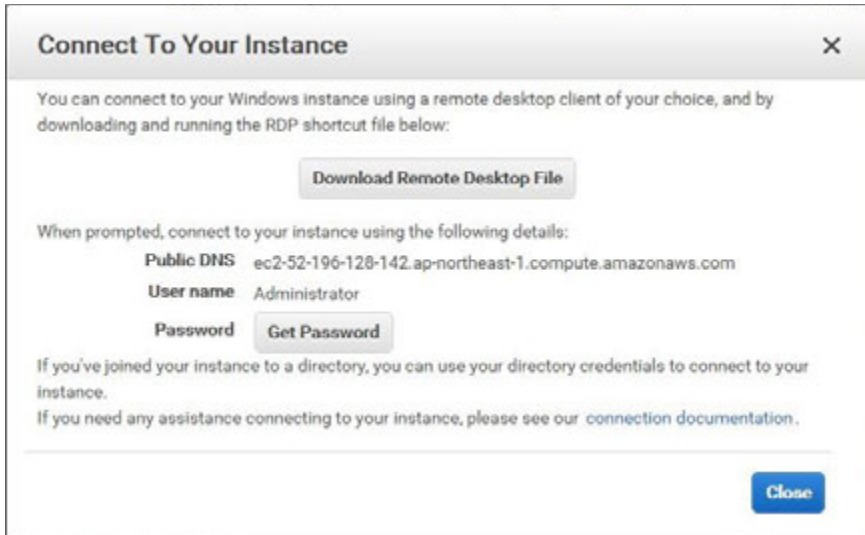 Connect To Your Instance
You can connect to your Windows instance using a remote desktop client of your choice, and by
downloading and running the RDP shortcut file below:
Download Remote Desktop File
When prompted, connect to your instance using the following details:
Public DNS ec2-52-196-128-142.ap-northeast-1.compute.amazonaws.com
User name Administrator
Password Get Password
If you've joined your instance to a directory, you can use your directory credentials to connect to your
instance.
If you need any assistance connecting to your instance, please see our connection documentation.
Close